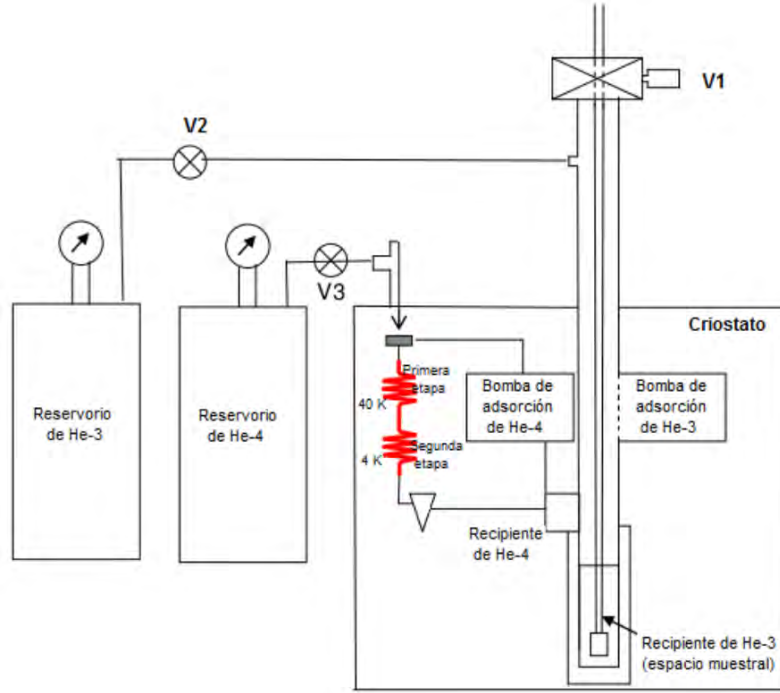 V1
V2
V3
Criostato
Primera
etapa
40 K
Segunda
etapa
4 K
Bomba de
adsorción
de He-4
Bomba de
adsorción
de He-3
Reservorio
de He-3
Reservorio
de He-4
Recipiente
de He-4
Recipiente de He-3
(espacio muestral)